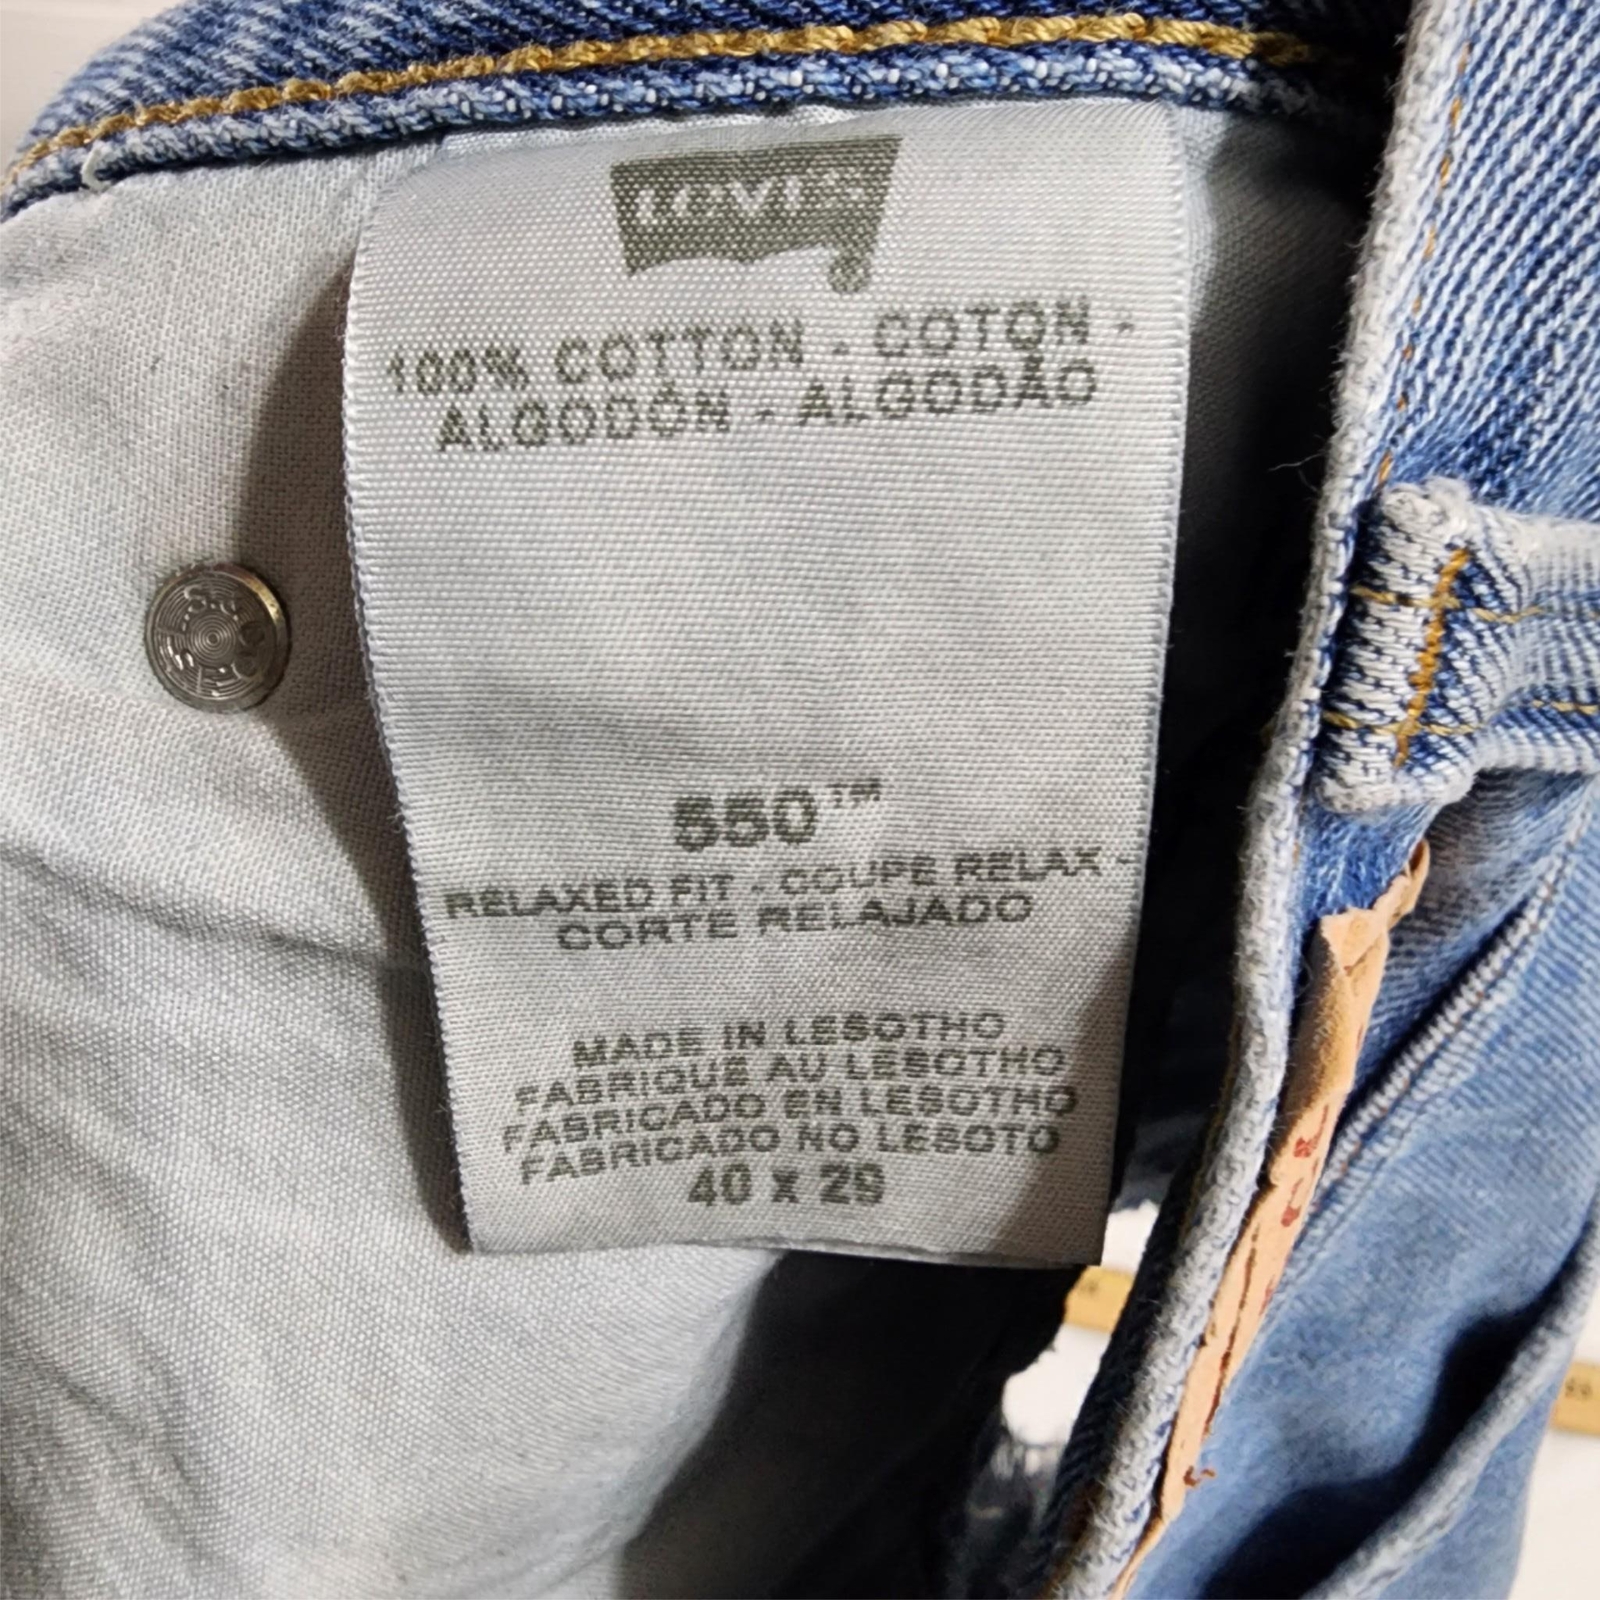 LEVI'S
®
100% COTTON - COTON -
ALGODÓN - ALGODÃO
550™
RELAXED FIT - COUPE RELAX -
CORTE RELAJADO
MADE IN LESOTHO
FABRIQUE AU LESOTHO
FABRICADO EN LESOTHO
FABRICADO NO LESOTO
40 x 29